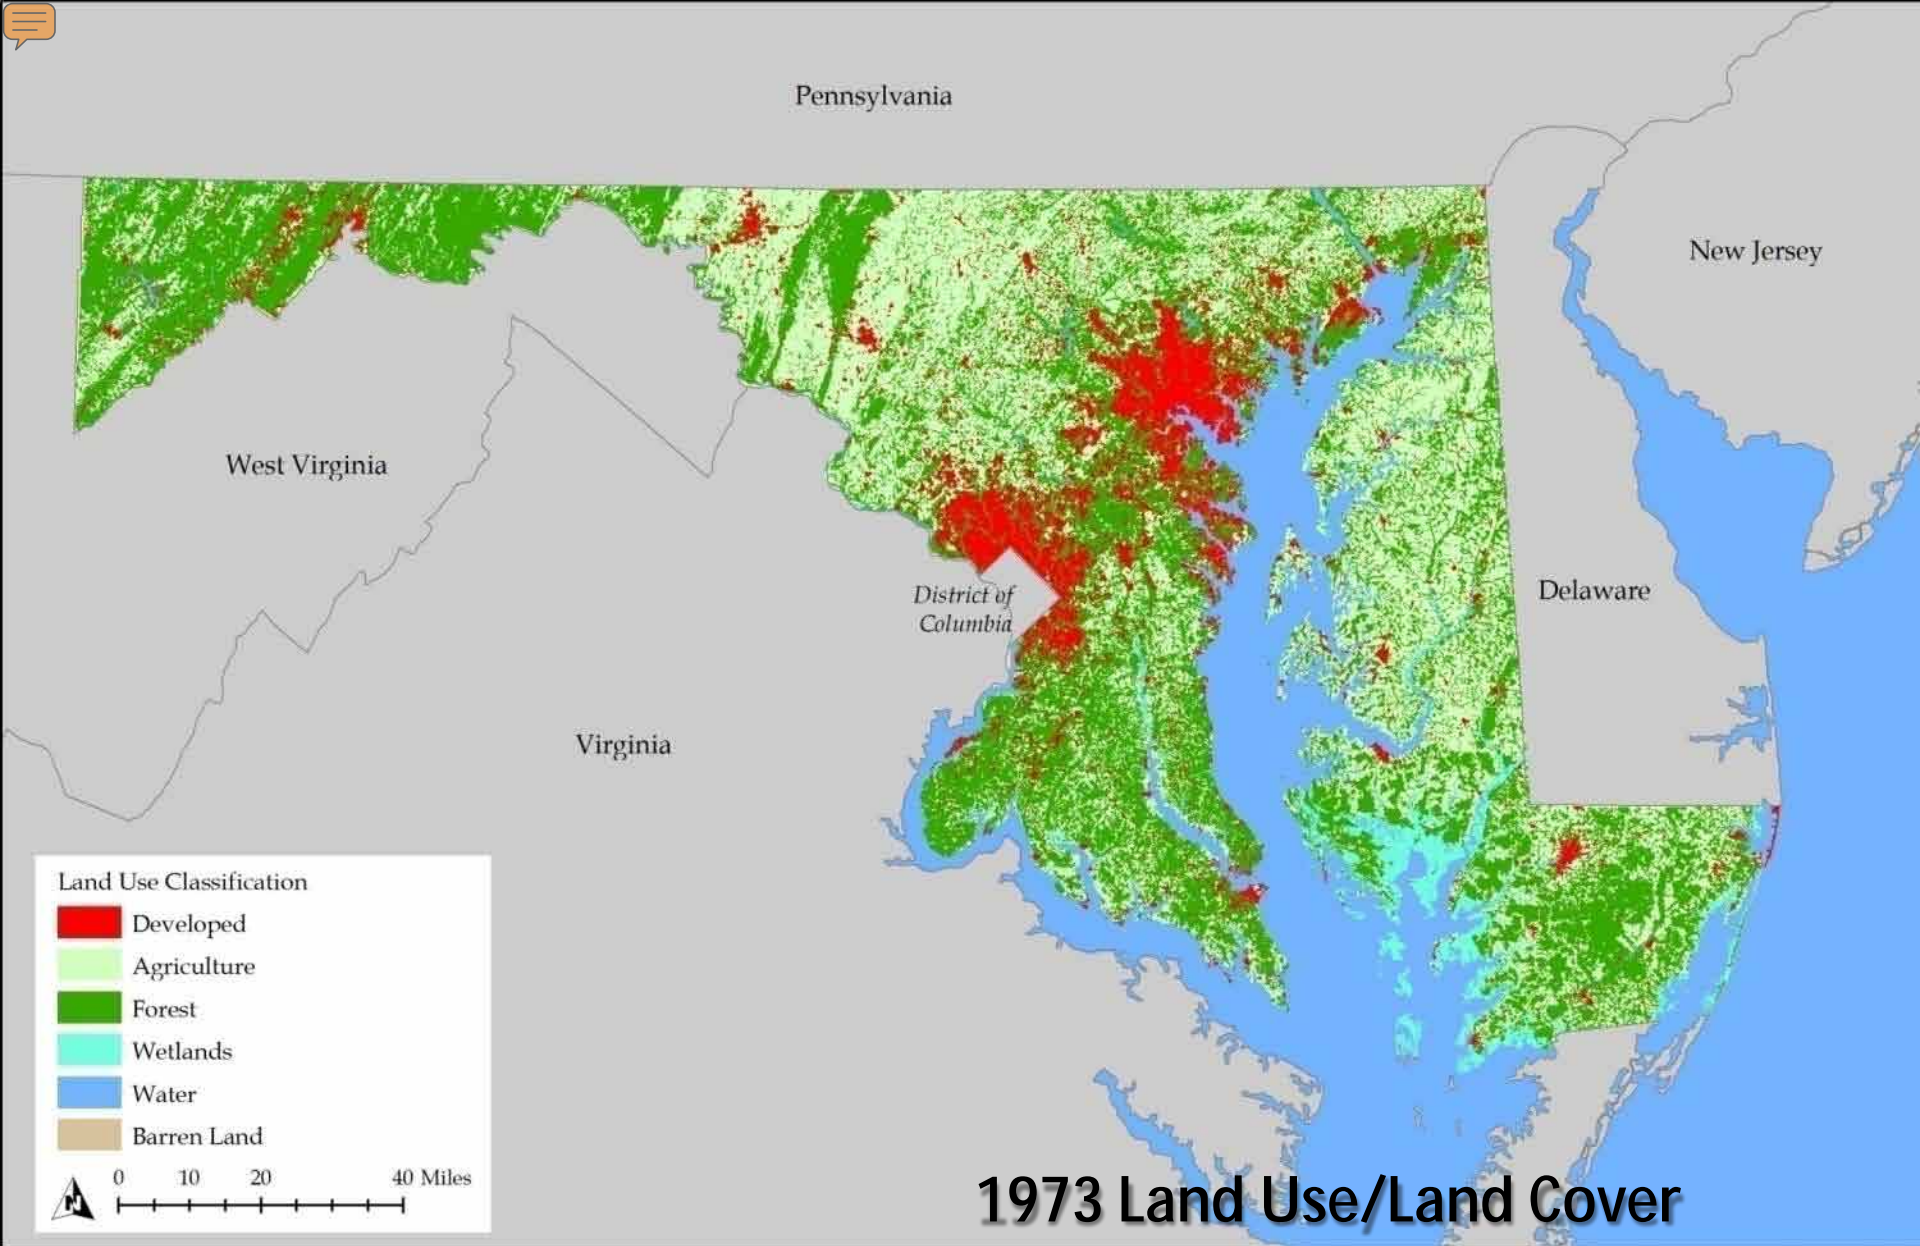 Pennsylvania
New Jersey
West Virginia
Delaware
District of
Columbia
Virginia
Land Use Classification
Developed
Agriculture
Forest
Wetlands
Water
Barren Land
0 10 20 40 Miles
N
1973 Land Use/Land Cover